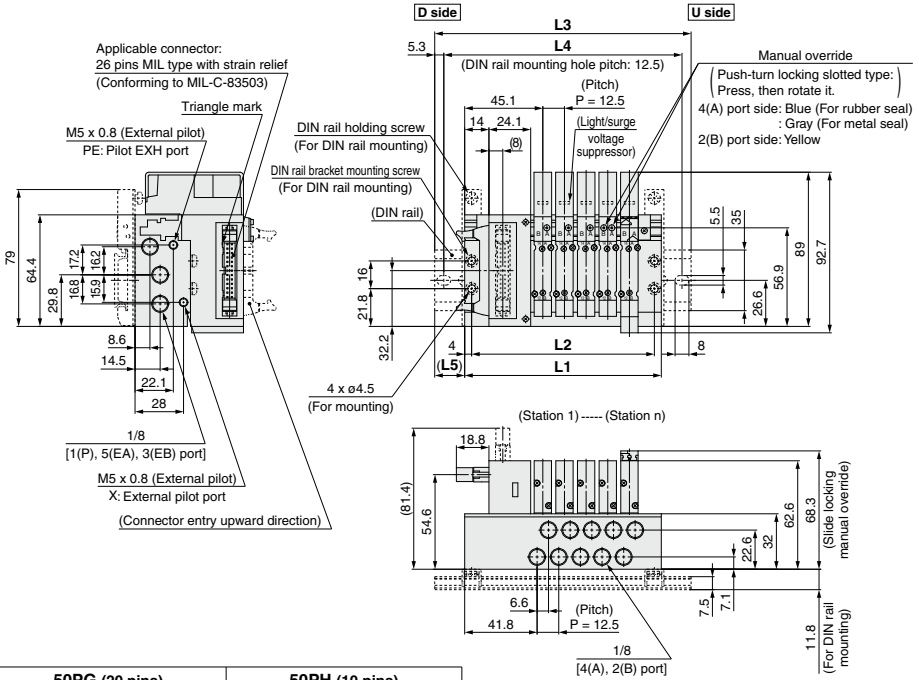 D side
U side
L3
5.3
L4
(DIN rail mounting hole pitch: 12.5)
Applicable connector:
26 pins MIL type with strain relief
(Conforming to MIL-C-83503)
Triangle mark
M5 x 0.8 (External pilot)
PE: Pilot EXH port
DIN rail holding screw
(For DIN rail mounting)
DIN rail bracket mounting screw
(For DIN rail mounting)
(DIN rail)
45.1
(Pitch)
P = 12.5
14
24.1
(8)
(Light/surge
voltage
suppressor)
Manual override
(Push-turn locking slotted type:
Press, then rotate it.)
4(A) port side: Blue (For rubber seal)
: Gray (For metal seal)
2(B) port side: Yellow
79
64.4
29.8
17.2
16.2
16.8
15.9
8.6
14.5
22.1
28
16
21.8
32.2
B A B A B A B A B
5.5
35
26.6
56.9
89
92.7
4
L2
8
(L5)
L1
4 x ø4.5
(For mounting)
1/8
[1(P), 5(EA), 3(EB) port]
M5 x 0.8 (External pilot)
X: External pilot port
(Connector entry upward direction)
(Station 1) ----- (Station n)
18.8
(81.4)
54.6
22.6
32
62.6
68.3
(Slide locking
manual override)
6.6
(Pitch)
41.8
P = 12.5
7.5
7.1
11.8
(For DIN rail
mounting)
1/8
[4(A), 2(B) port]
50PG (20 pins)
50PH (10 pins)